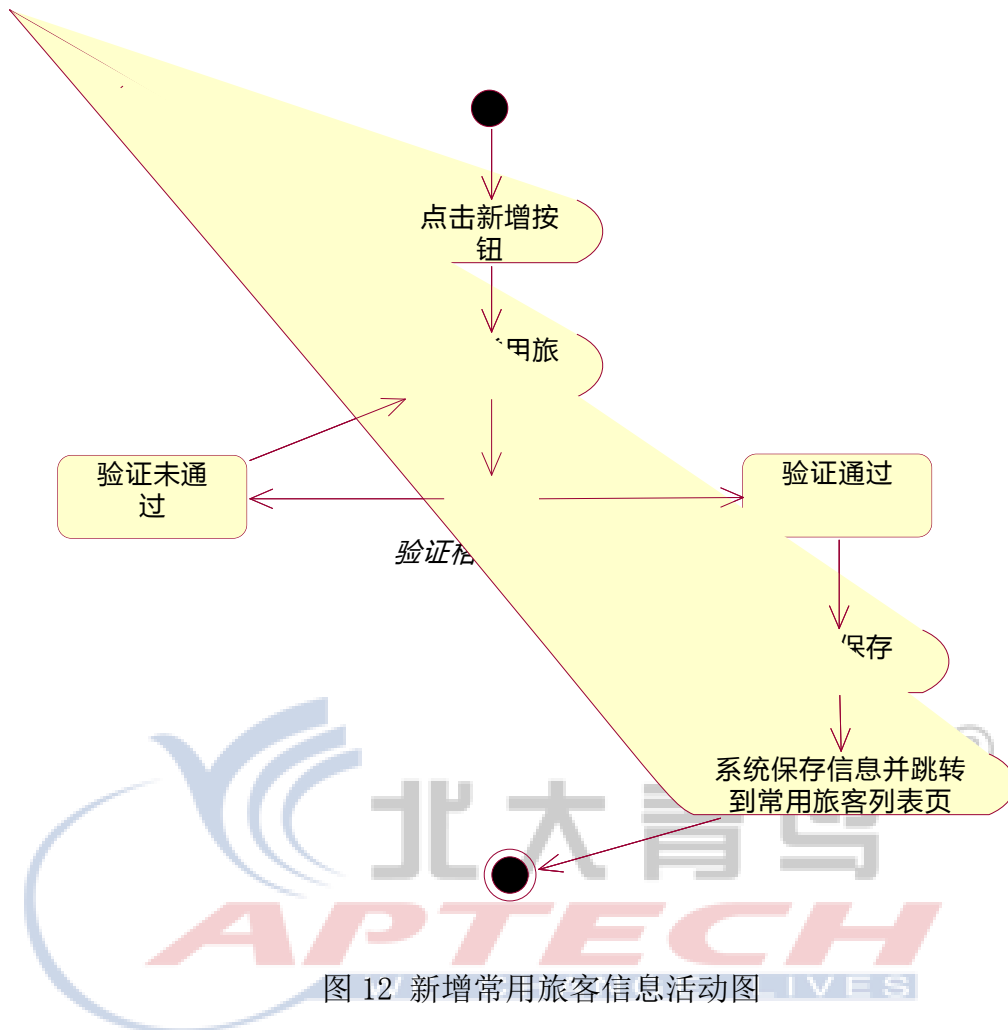 点击新增按
钮
用旅
验证未通
过
验证通过
验证
保存
系统保存信息并跳转
到常用旅客列表页
北大青鸟
APTECH
LIVES
图 12 新增常用旅客信息活动图